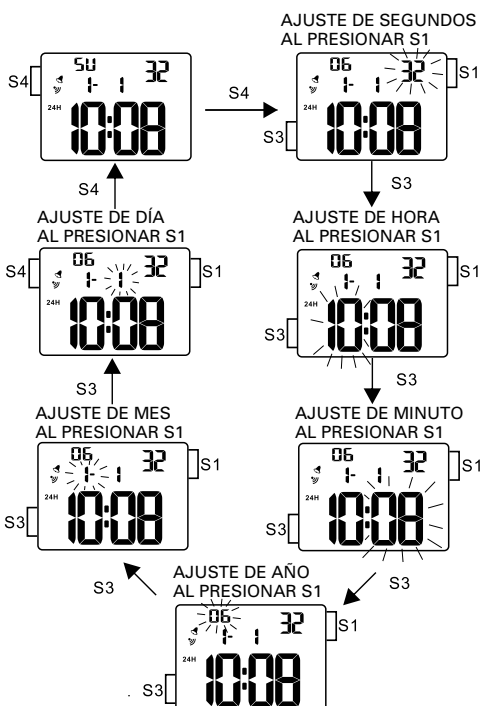 S4
SU 32
1- 1
24H
10:08
S4
AJUSTE DE SEGUNDOS
AL PRESIONAR S1
06 32
S1
1- 1
24H
S3
10:08
S3
AJUSTE DE HORA
AL PRESIONAR S1
06 32
S1
1- 1
24H
S3
10:08
S3
AJUSTE DE MINUTO
AL PRESIONAR S1
06 32
S1
1- 1
24H
S3
10:08
S3
AJUSTE DE AÑO
AL PRESIONAR S1
06 32
S1
1- 1
24H
. S3
10:08
S3
AJUSTE DE MES
AL PRESIONAR S1
06 32
S1
1- 1
24H
S3
10:08
S3
AJUSTE DE DÍA
AL PRESIONAR S1
S4
06 32
S1
1- 1
24H
10:08
S4